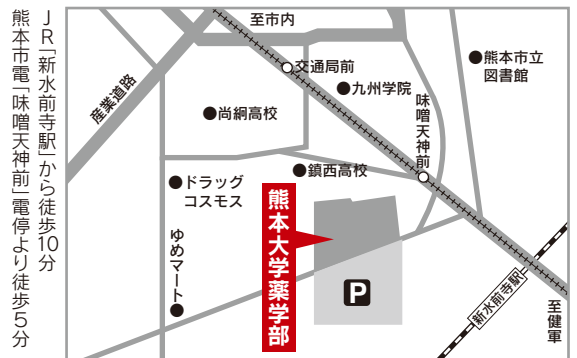 JR「新水前寺駅」から徒歩10分
熊本市電「味噌天神前」電停より徒歩5分
至市内
交通局前
九州学院
熊本市立
図書館
産業道路
尚絅高校
味噌天神前
鎮西高校
ドラッグ
コスモス
熊本大学薬学部
ゆめマート
P
新水前寺駅
至健軍